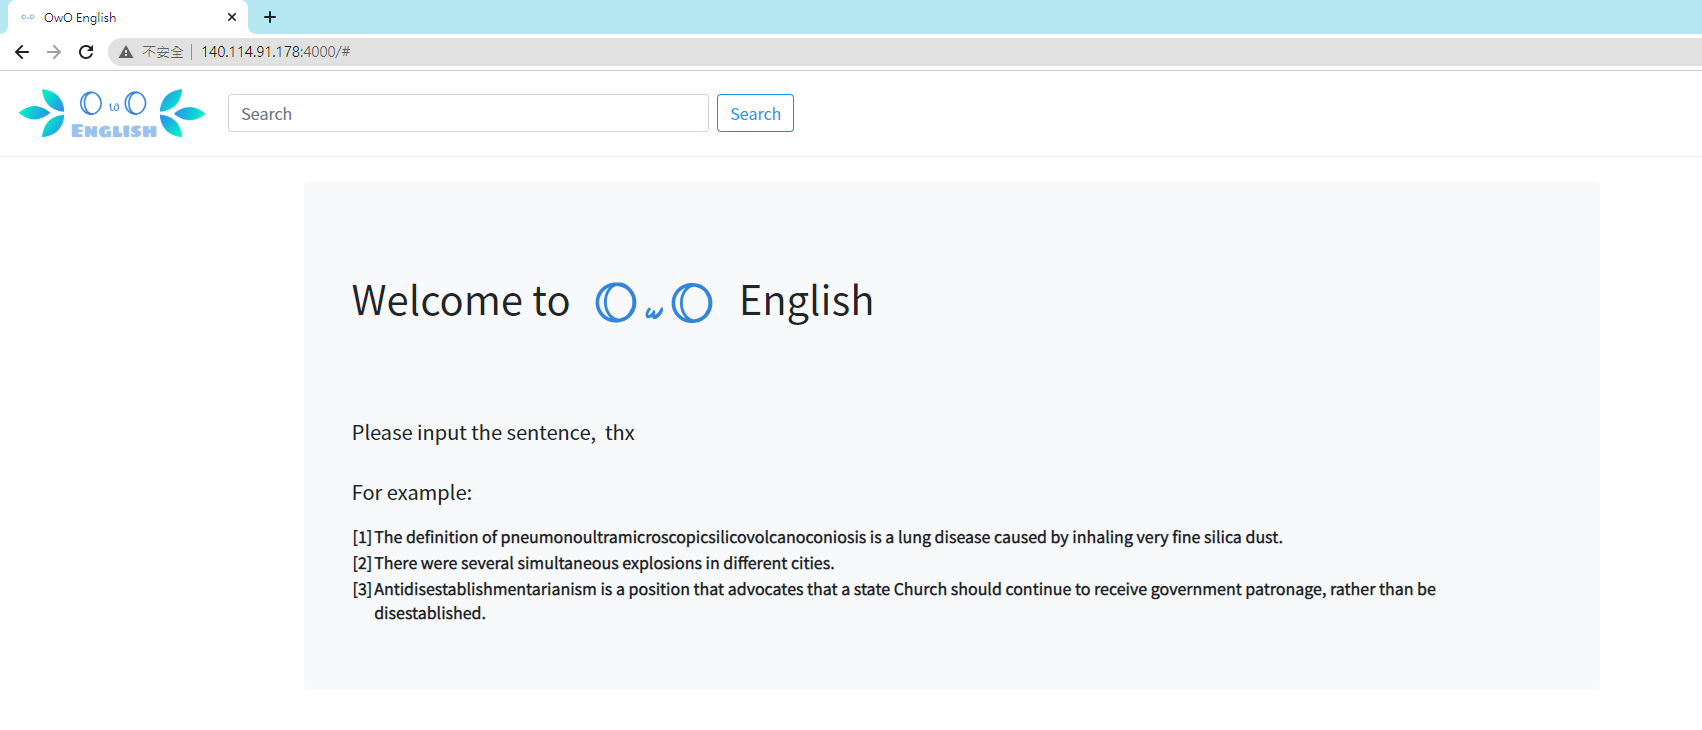 OwO English
不安全 140.114.91.178:4000/#
OωO
ENGLISH
Search
Search
Welcome to OωO English
Please input the sentence, thx
For example:
[1] The definition of pneumonoultramicroscopicsilicovolcanoconiosis is a lung disease caused by inhaling very fine silica dust.
[2] There were several simultaneous explosions in different cities.
[3] Antidisestablishmentarianism is a position that advocates that a state Church should continue to receive government patronage, rather than be
disestablished.